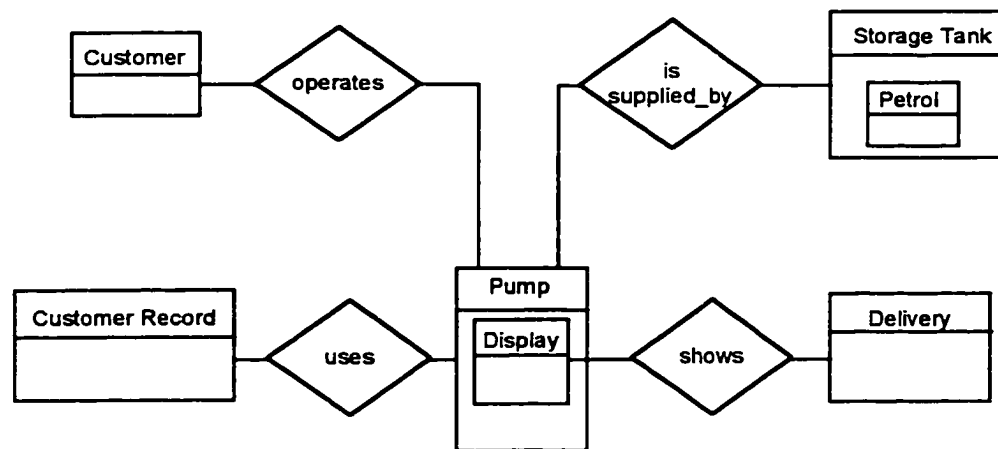 Customer
operates
is
supplied_by
Storage Tank
Petrol
Customer Record
uses
Pump
Display
shows
Delivery